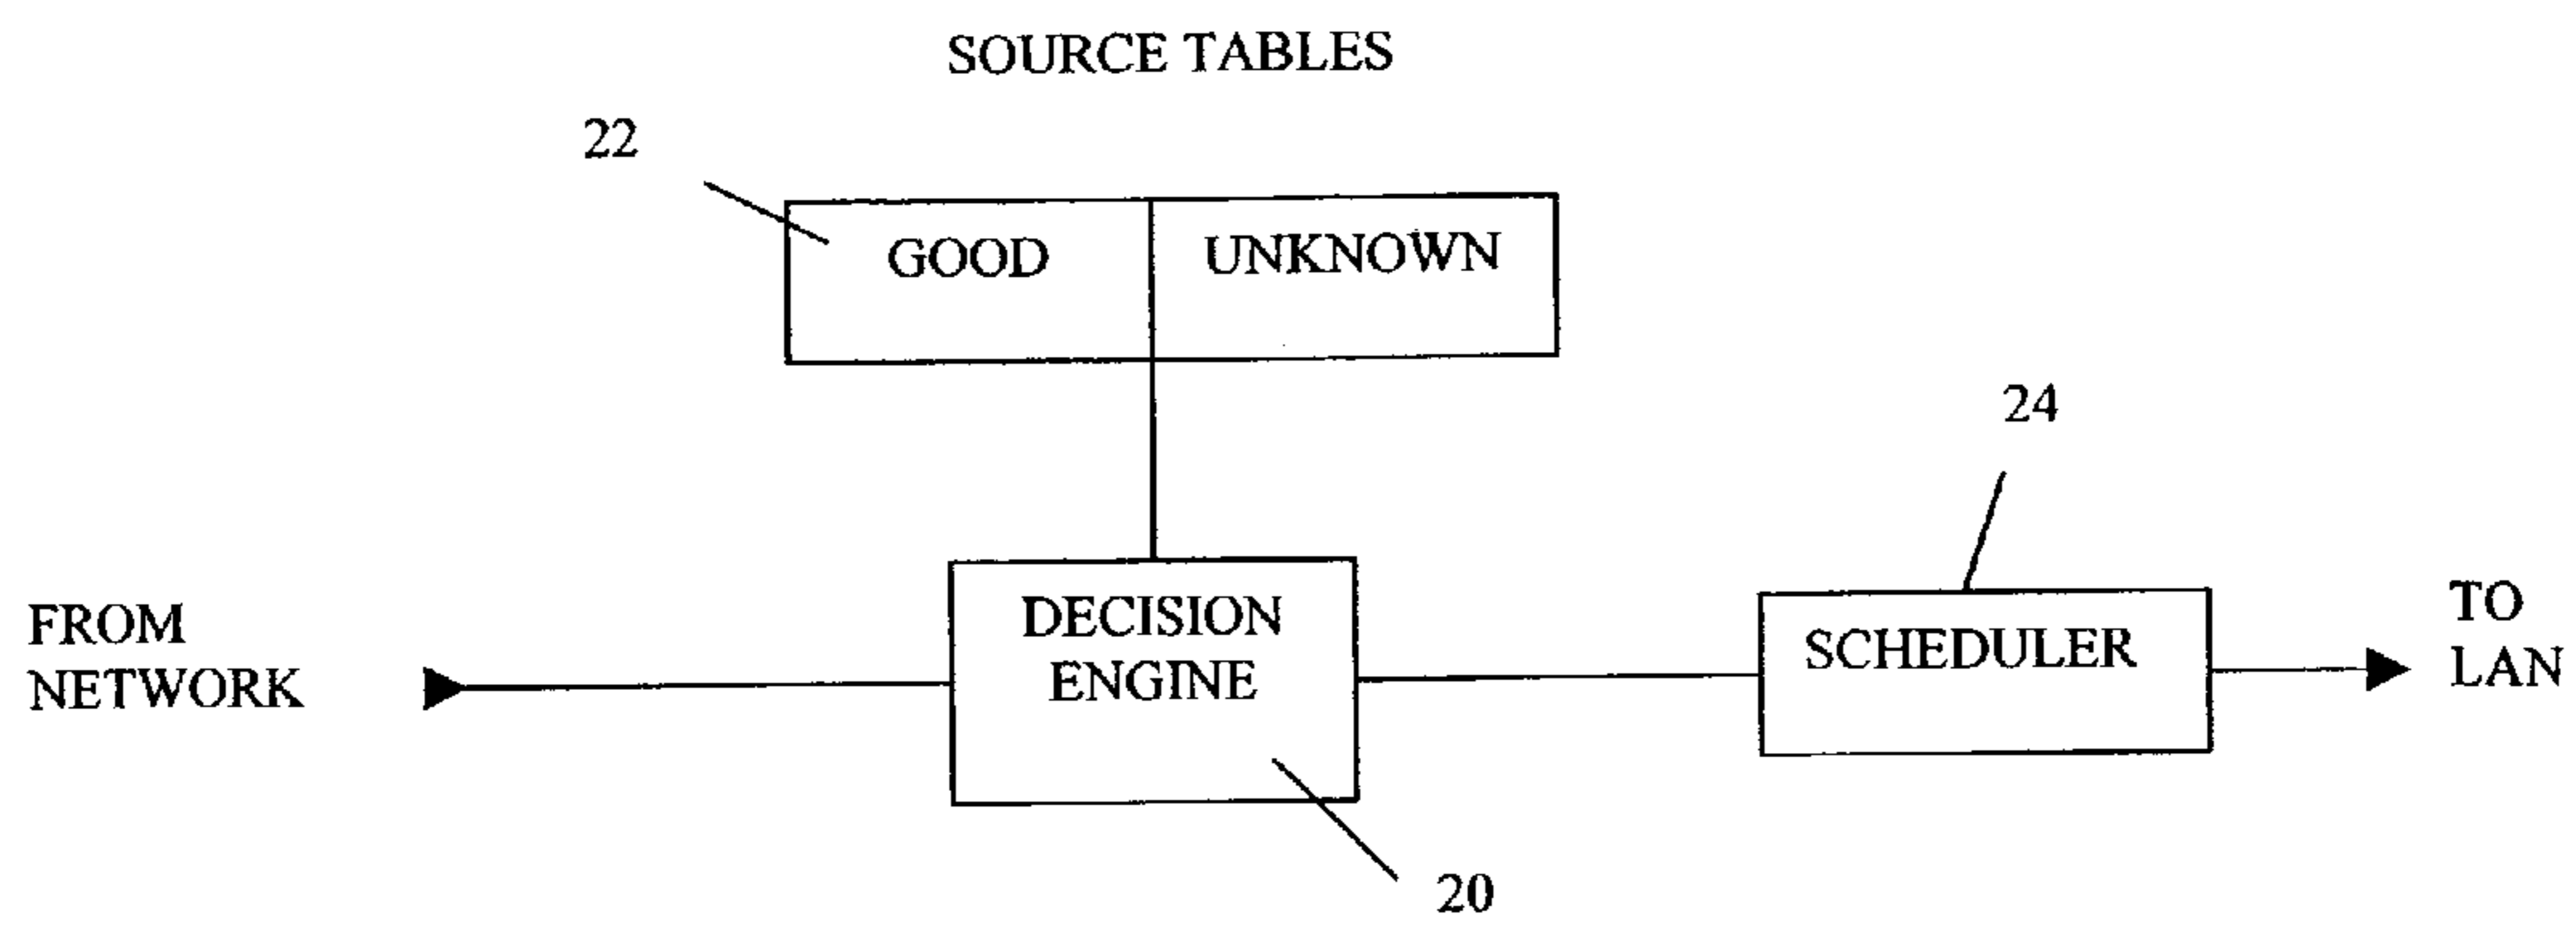 SOURCE TABLES
22
GOOD
UNKNOWN
24
FROM
NETWORK
DECISION
ENGINE
SCHEDULER
TO
LAN
20